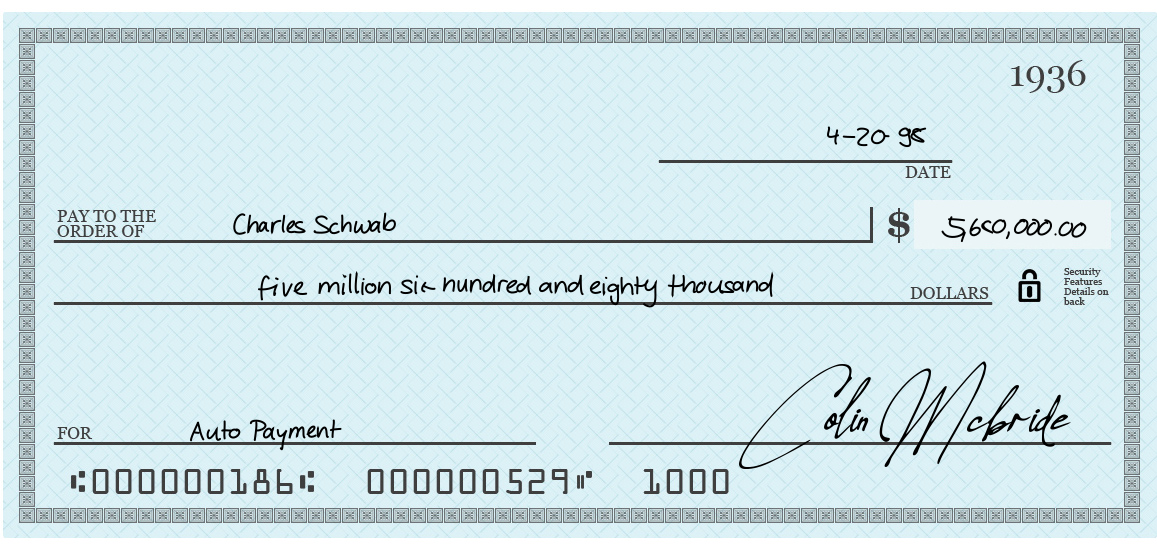 1936
4-20
DATE
PAY TO THE
ORDER OF Charles Schwab $ 5,680,000.00
five million six hundred and eighty thousand DOLLARS
Security
Features
Details on
back
FOR Auto Payment Colin Mcbride
⑆000000186⑆ 000000529⑈ 1000